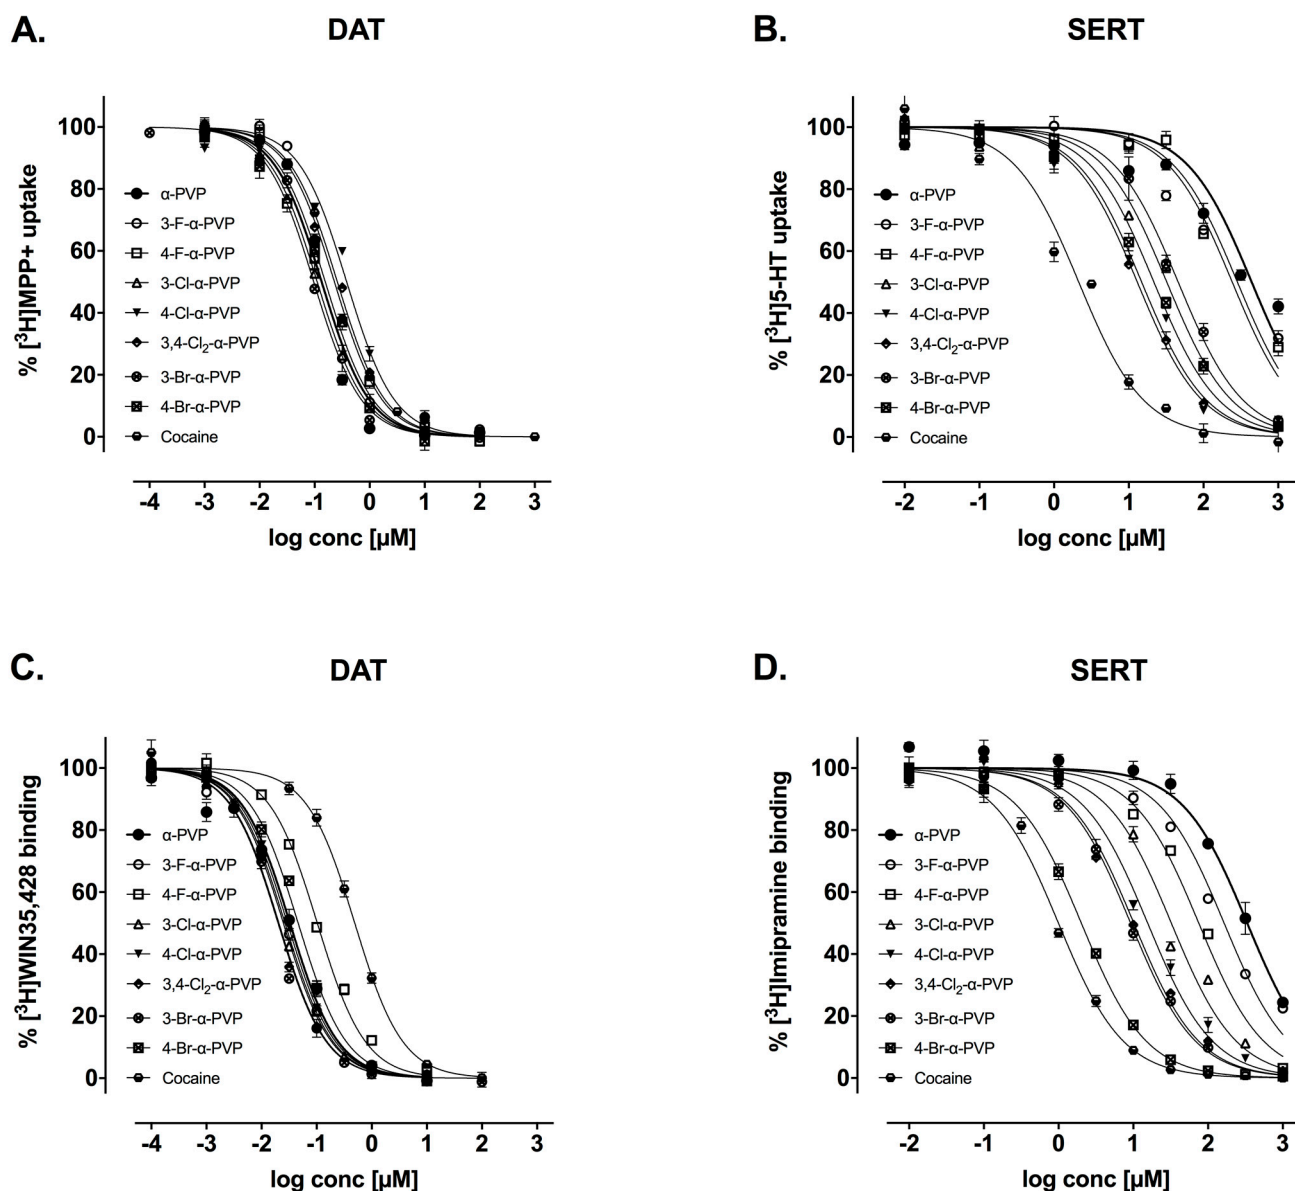 A.
DAT
% [³H]MPP+ uptake
100
80
60
40
20
0
α-PVP
3-F-α-PVP
4-F-α-PVP
3-Cl-α-PVP
4-Cl-α-PVP
3,4-Cl₂-α-PVP
3-Br-α-PVP
4-Br-α-PVP
Cocaine
-4 -3 -2 -1 0 1 2 3
log conc [µM]
B.
SERT
% [³H]5-HT uptake
100
80
60
40
20
0
α-PVP
3-F-α-PVP
4-F-α-PVP
3-Cl-α-PVP
4-Cl-α-PVP
3,4-Cl₂-α-PVP
3-Br-α-PVP
4-Br-α-PVP
Cocaine
-2 -1 0 1 2 3
log conc [µM]
C.
DAT
% [³H]WIN35,428 binding
100
80
60
40
20
0
α-PVP
3-F-α-PVP
4-F-α-PVP
3-Cl-α-PVP
4-Cl-α-PVP
3,4-Cl₂-α-PVP
3-Br-α-PVP
4-Br-α-PVP
Cocaine
-4 -3 -2 -1 0 1 2 3
log conc [µM]
D.
SERT
% [³H]Imipramine binding
100
80
60
40
20
0
α-PVP
3-F-α-PVP
4-F-α-PVP
3-Cl-α-PVP
4-Cl-α-PVP
3,4-Cl₂-α-PVP
3-Br-α-PVP
4-Br-α-PVP
Cocaine
-2 -1 0 1 2 3
log conc [µM]